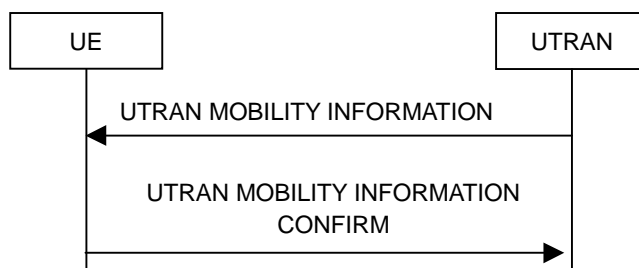 UE
UTRAN
UTRAN MOBILITY INFORMATION
UTRAN MOBILITY INFORMATION
CONFIRM